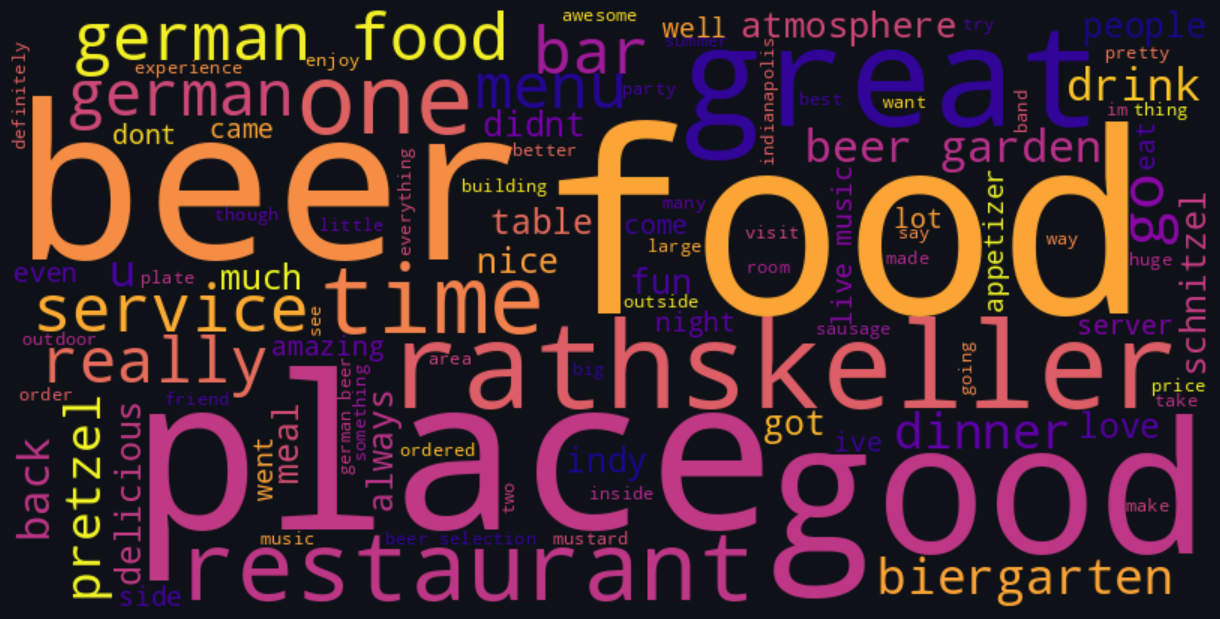 awesome
german food
bar
well
atmosphere
try
people
summer
pretty
definitely
experience
enjoy
german
one
menu
party
great
indianapolis
best
want
band
drink
im
thing
dont
came
didnt
better
beer
garden
eat
beer
everything
building
food
though
little
table
many
come
large
live music
visit
lot
say
appetizer
way
go
even
u
plate
much
nice
fun
room
made
huge
schnitzel
service
see
time
outside
night
sausage
server
outdoor
really
amazing
rathskeller
area
big
going
price
order
friend
take
pretzel
delicious
back
place
went
meal
german beer
something
always
ordered
two
indy
inside
got
ive
dinner
love
good
make
music
beer selection
mustard
restaurant
biergarten
side